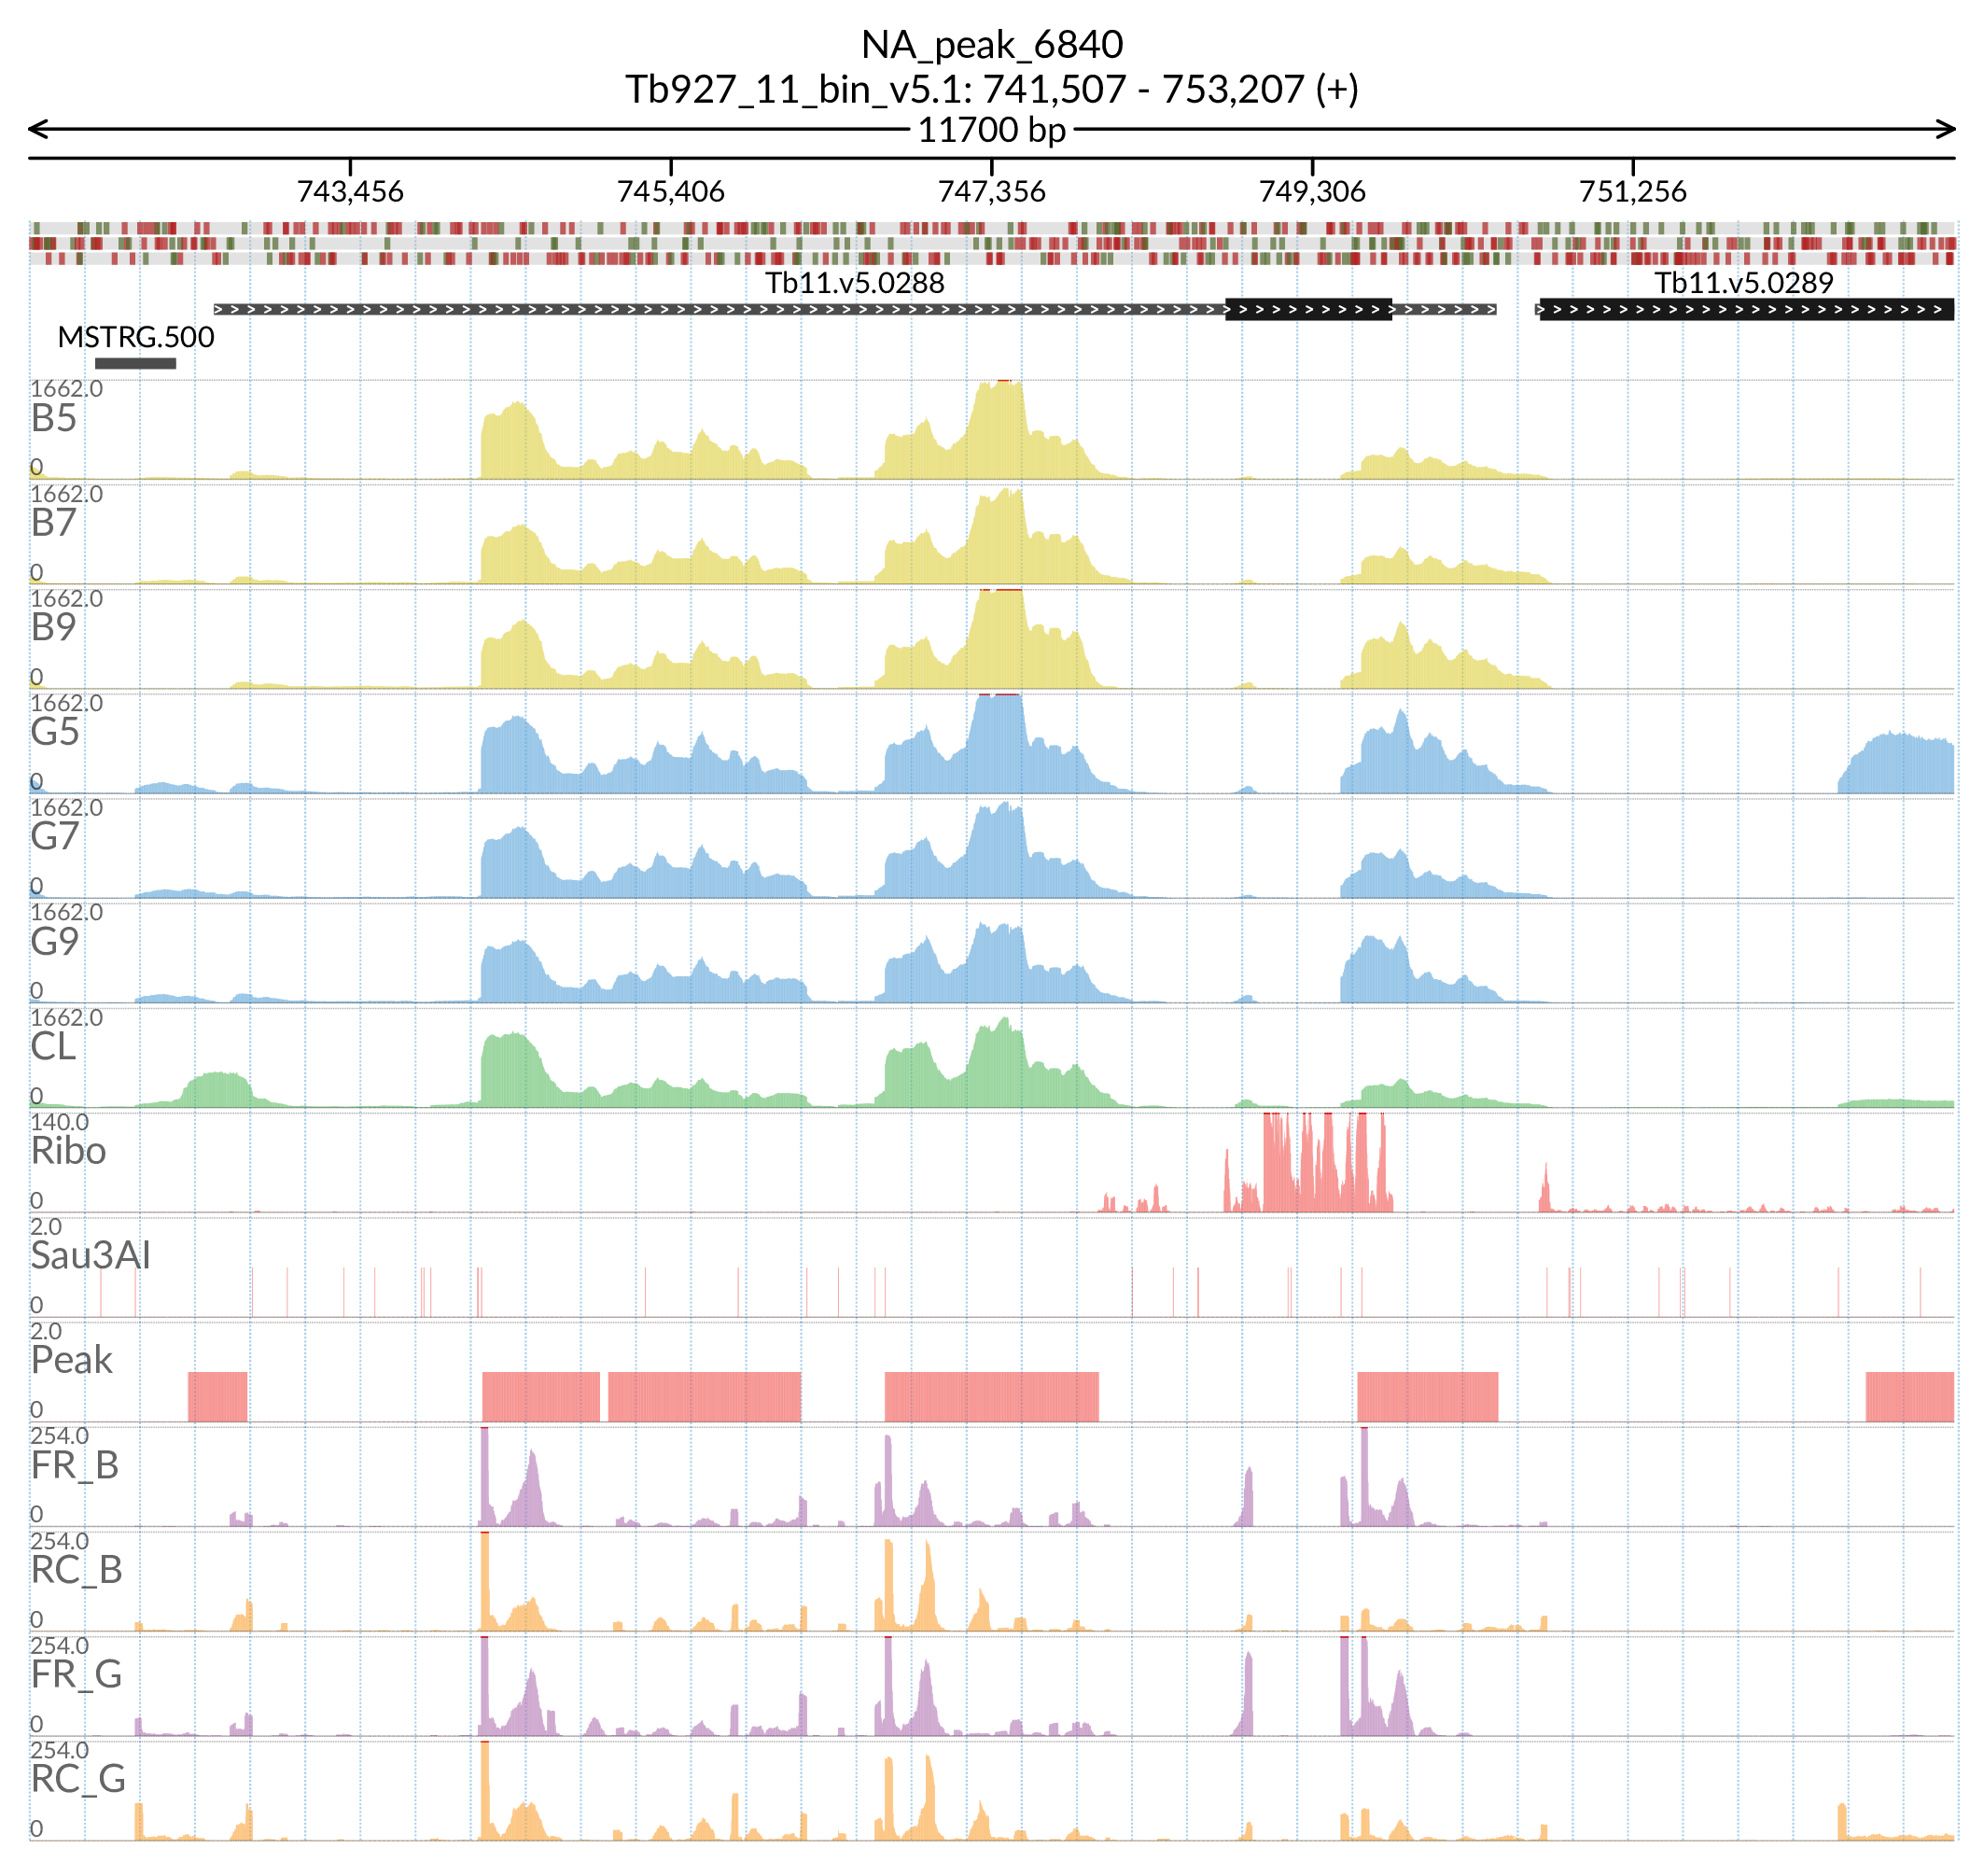 NA_peak_6840
Tb927_11_bin_v5.1: 741,507 - 753,207 (+)
11700 bp
743,456 745,406 747,356 749,306 751,256
Tb11.v5.0288 Tb11.v5.0289
MSTRG.500
1662.0
B5
0
1662.0
B7
0
1662.0
B9
0
1662.0
G5
0
1662.0
G7
0
1662.0
G9
0
1662.0
CL
0
140.0
Ribo
0
2.0
Sau3AI
0
2.0
Peak
0
254.0
FR_B
0
254.0
RC_B
0
254.0
FR_G
0
254.0
RC_G
0